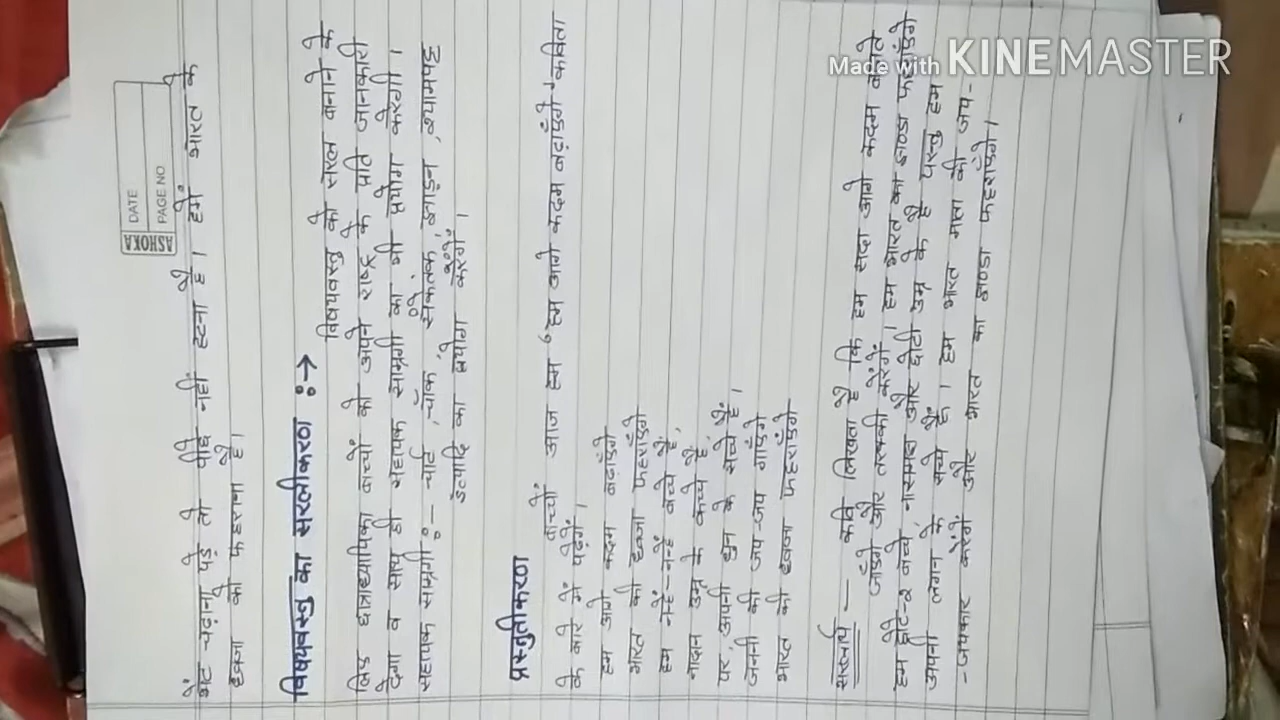 ASHOKA
DATE
PAGE NO
भेंट चढ़ाना पड़े तो पीछे नहीं हटना है। हमें भारत के
ध्वजा को फहराना है।
विषयवस्तु का सरलीकरण :→
विषयवस्तु को सरल बनाने के
लिए छात्राध्यापिका बच्चों को अपने राष्ट्र के प्रति जानकारी
देगा व साथ ही सहायक सामग्री का भी प्रयोग करेगी।
सहायक सामग्री :- चार्ट, चॉक, संकेतक, झाड़न, श्यामपट्ट
इत्यादि का प्रयोग करेंगे।
प्रस्तुतीकरण
बच्चों आज हम 'हम आगे कदम बढ़ाएँगे' कविता
के बारे में पढ़ेंगें।
हम आगे कदम बढ़ाएँगे
भारत की ध्वजा फहराएँगे
हम नन्हें-नन्हें बच्चे है,
नादान उम्र के कच्चे है,
पर अपनी धुन के सच्चे हैं।
जननी की जय-जय गाएँगे
भारत की ध्वजा फहराएँगे
सरलार्थ — कवि लिखता है कि हम सदा आगे कदम बढ़ाते
जाएँगे और तरक्की करेगें। हम भारत का झण्डा फहराएँगे
हम छोटे-२ बच्चे, नासमझ और छोटी उम्र के है परन्तु हम
अपनी लगन के सच्चे हैं। हम भारत माता की जय-
-जयकार करेगें और भारत का झण्डा फहराएँगे।
Made with KINEMASTER